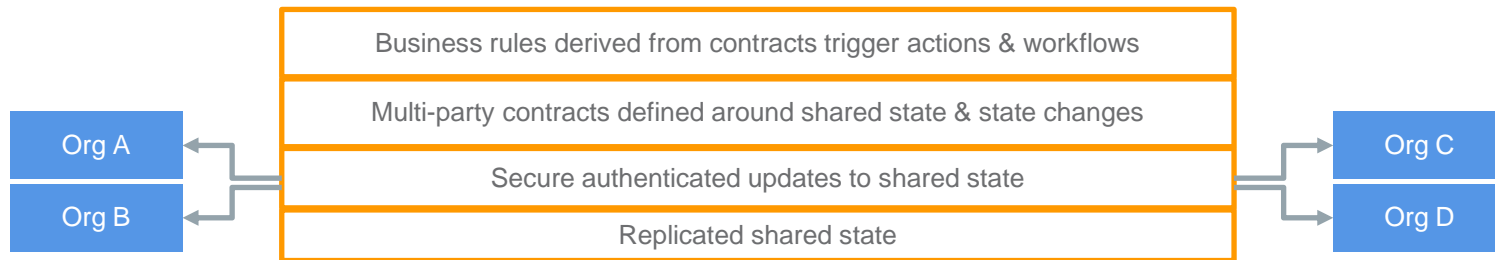 Business rules derived from contracts trigger actions & workflows
Multi-party contracts defined around shared state & state changes
Org A
Org C
Secure authenticated updates to shared state
Org B
Org D
Replicated shared state